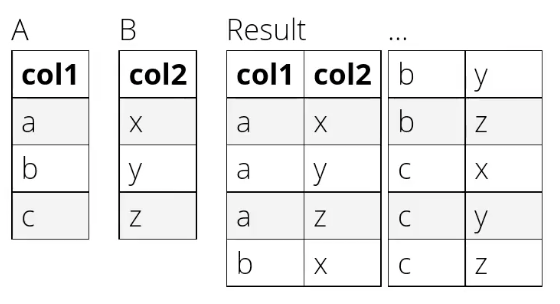 A B Result ...
col1 col2 col1 col2 b y
a x a x b z
b y a y c x
c z a z c y
b x c z